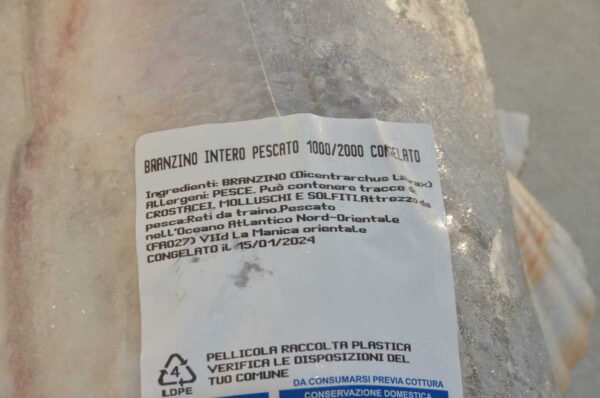 BRANZINO INTERO PESCATO 1000/2000 CONGELATO
Ingredienti: BRANZINO (Dicentrarchus Labrax)
Allergeni: PESCE. Può contenere tracce di
CROSTACEI, MOLLUSCHI E SOLFITI.Attrezzo da
pesca:Reti da traino.Pescato
nell'Oceano Atlantico Nord-Orientale
(FAO27) VIId La Manica orientale
CONGELATO il 15/01/2024
PELLICOLA RACCOLTA PLASTICA
VERIFICA LE DISPOSIZIONI DEL
TUO COMUNE
4
LDPE
DA CONSUMARSI PREVIA COTTURA
CONSERVAZIONE DOMESTICA